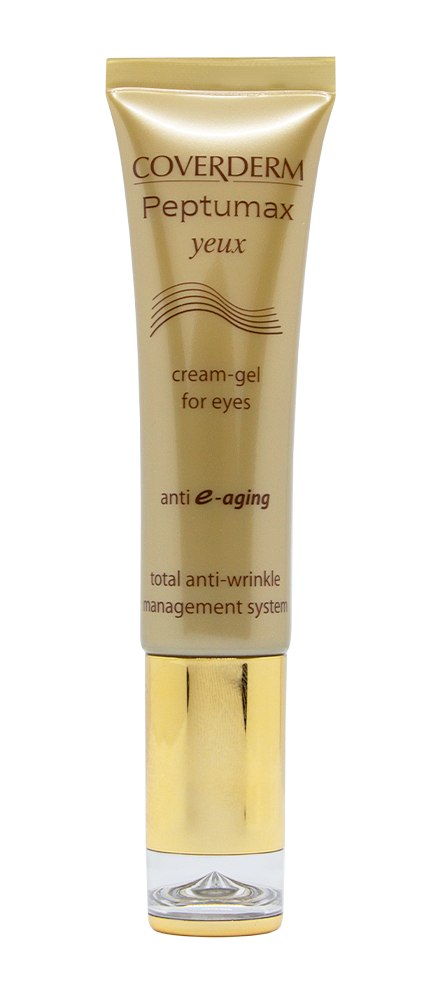 COVERDERM
Peptumax
yeux
cream-gel
for eyes
anti e-aging
total anti-wrinkle
management system